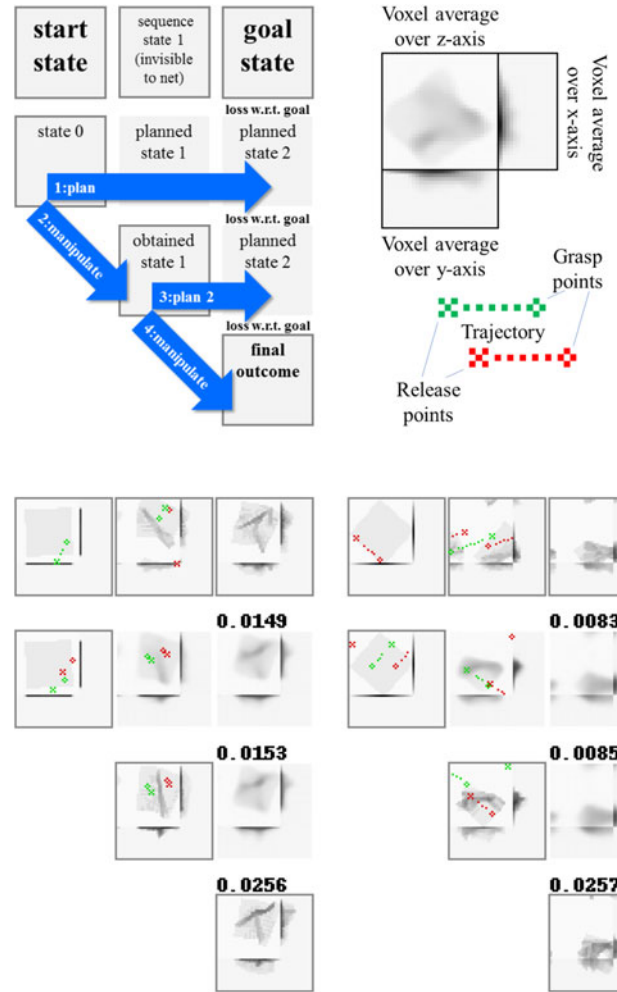 start
state
sequence
state 1
(invisible
to net)
goal
state
loss w.r.t. goal
state 0
planned
state 1
planned
state 2
1:plan
2:manipulate
loss w.r.t. goal
obtained
state 1
planned
state 2
3:plan 2
4:manipulate
loss w.r.t. goal
final
outcome
Voxel average
over z-axis
Voxel average
over x-axis
Voxel average
over y-axis
Grasp
points
Trajectory
Release
points
0.0149
0.0083
0.0153
0.0085
0.0256
0.0257